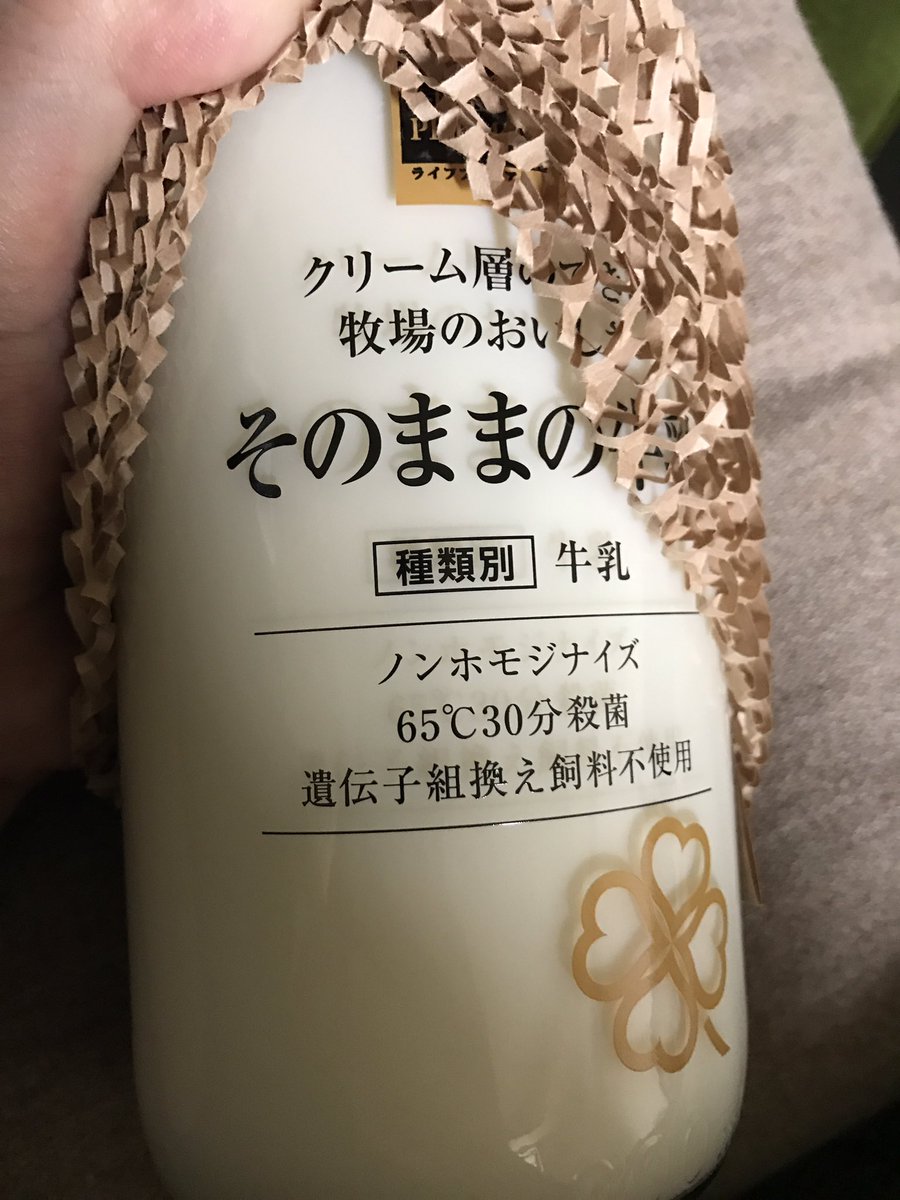 ライフ
クリーム層の
牧場のおいし
そのままの
種類別 牛乳
ノンホモジナイズ
65℃30分殺菌
遺伝子組換え飼料不使用